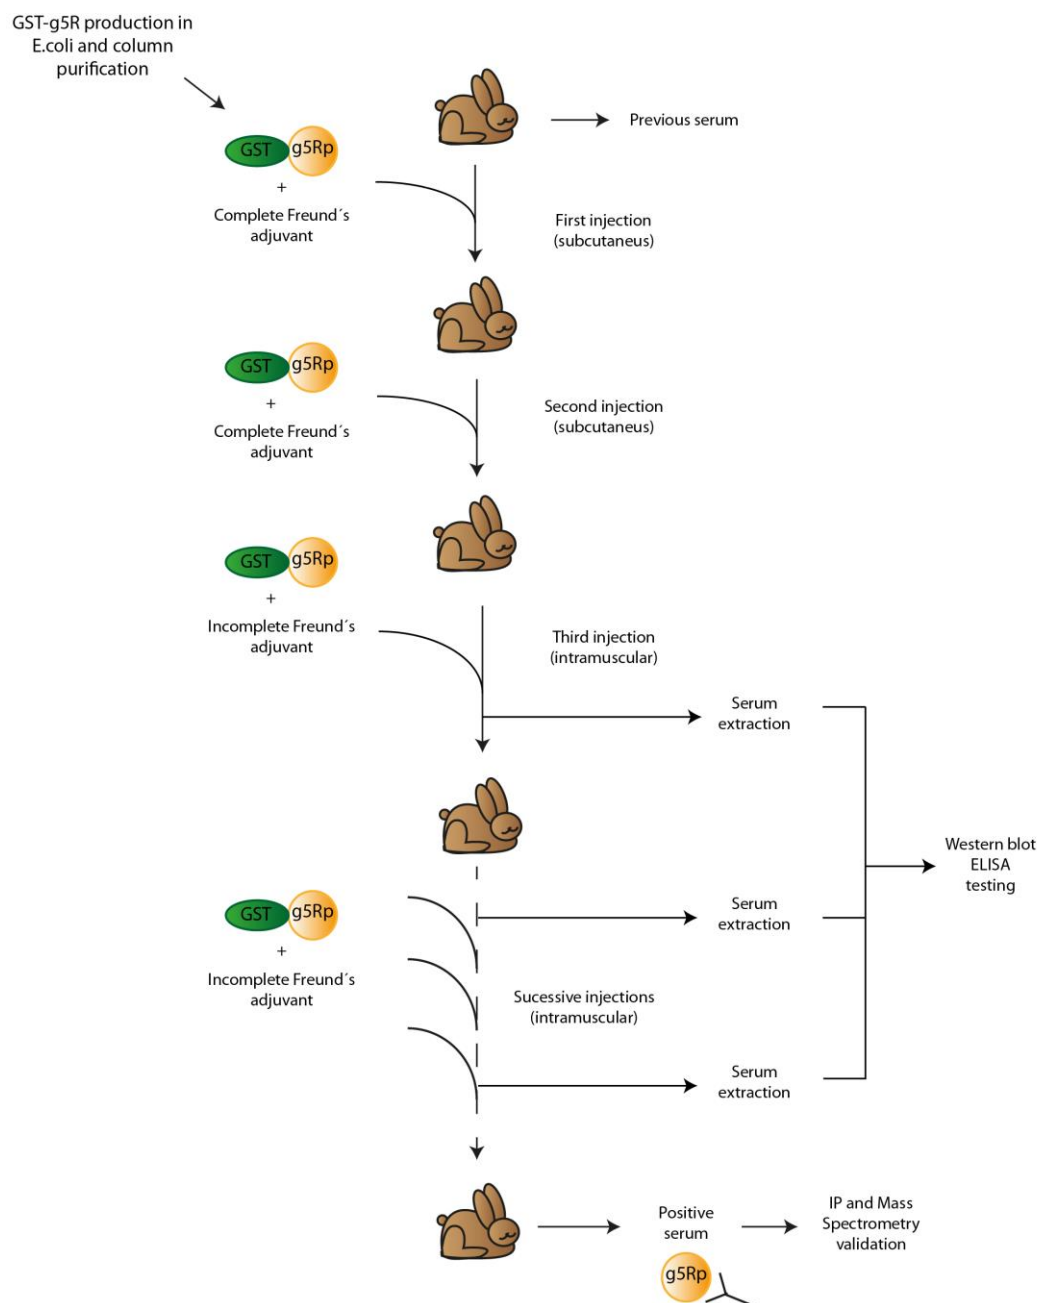 GST-g5R production in
E.coli and column
purification
Previous serum
GST
g5Rp
+
Complete Freund´s
adjuvant
First injection
(subcutaneus)
GST
g5Rp
+
Complete Freund´s
adjuvant
Second injection
(subcutaneus)
GST
g5Rp
+
Incomplete Freund´s
adjuvant
Third injection
(intramuscular)
Serum
extraction
Western blot
ELISA
testing
GST
g5Rp
+
Incomplete Freund´s
adjuvant
Serum
extraction
Sucessive injections
(intramuscular)
Serum
extraction
Positive
serum
g5Rp
IP and Mass
Spectrometry
validation